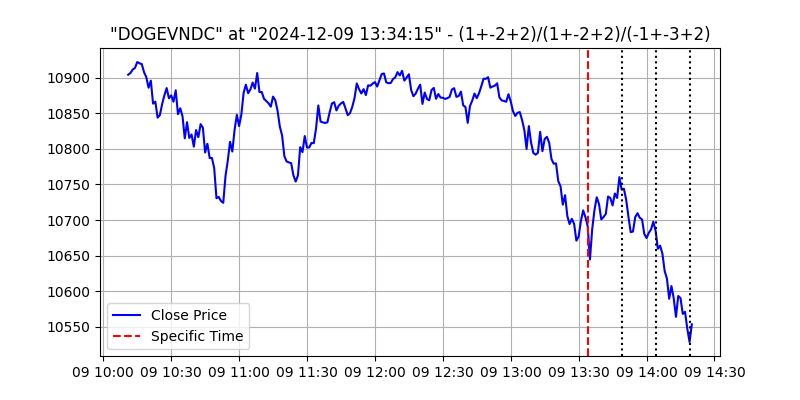 "DOGEVNDC" at "2024-12-09 13:34:15" - (1+-2+2)/(1+-2+2)/(-1+-3+2)
10900
10850
10800
10750
10700
10650
10600
10550
Close Price
Specific Time
09 10:00 09 10:30 09 11:00 09 11:30 09 12:00 09 12:30 09 13:00 09 13:30 09 14:00 09 14:30